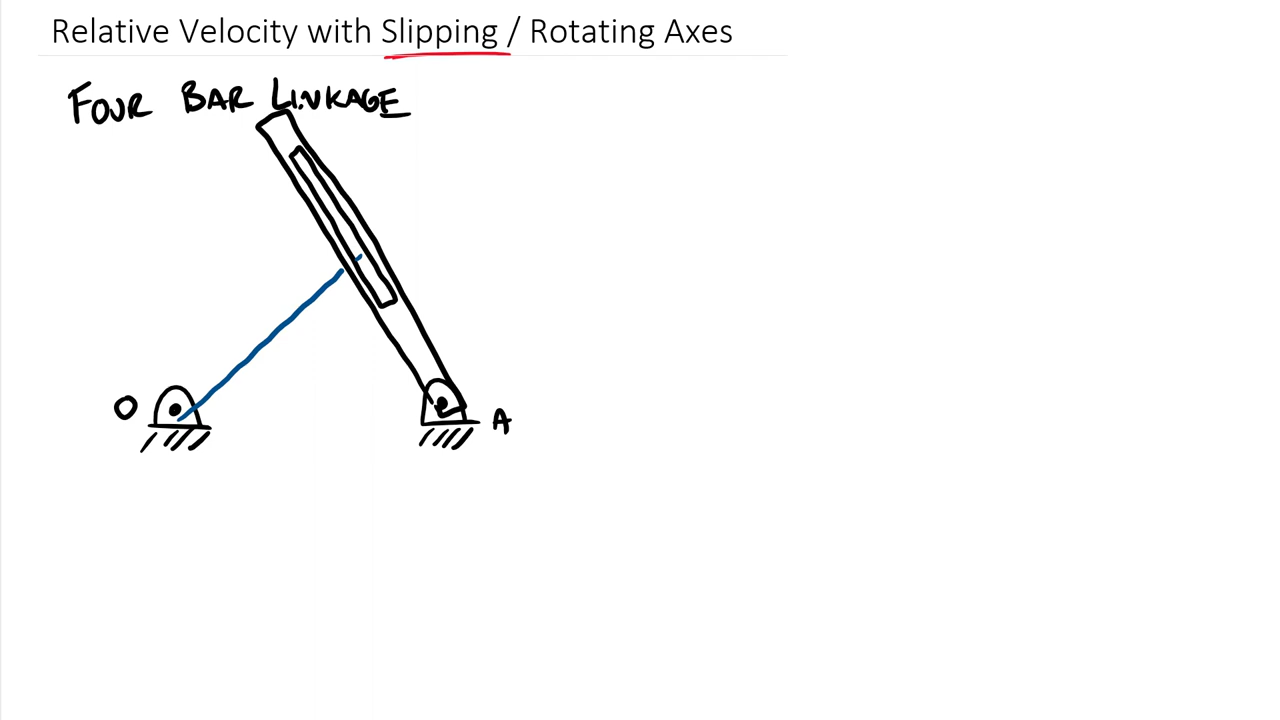 Relative Velocity with Slipping / Rotating Axes
FOUR BAR LINKAGE
O
A